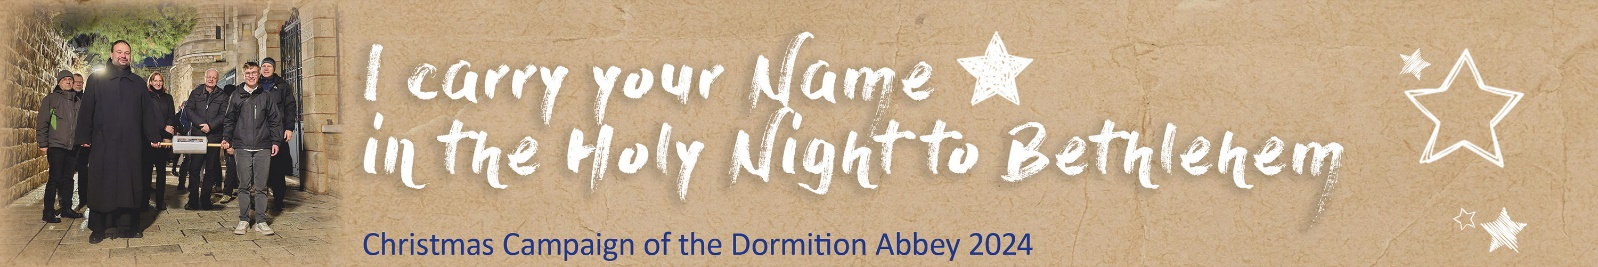 I carry your Name
in the Holy Night to Bethlehem
Christmas Campaign of the Dormition Abbey 2024